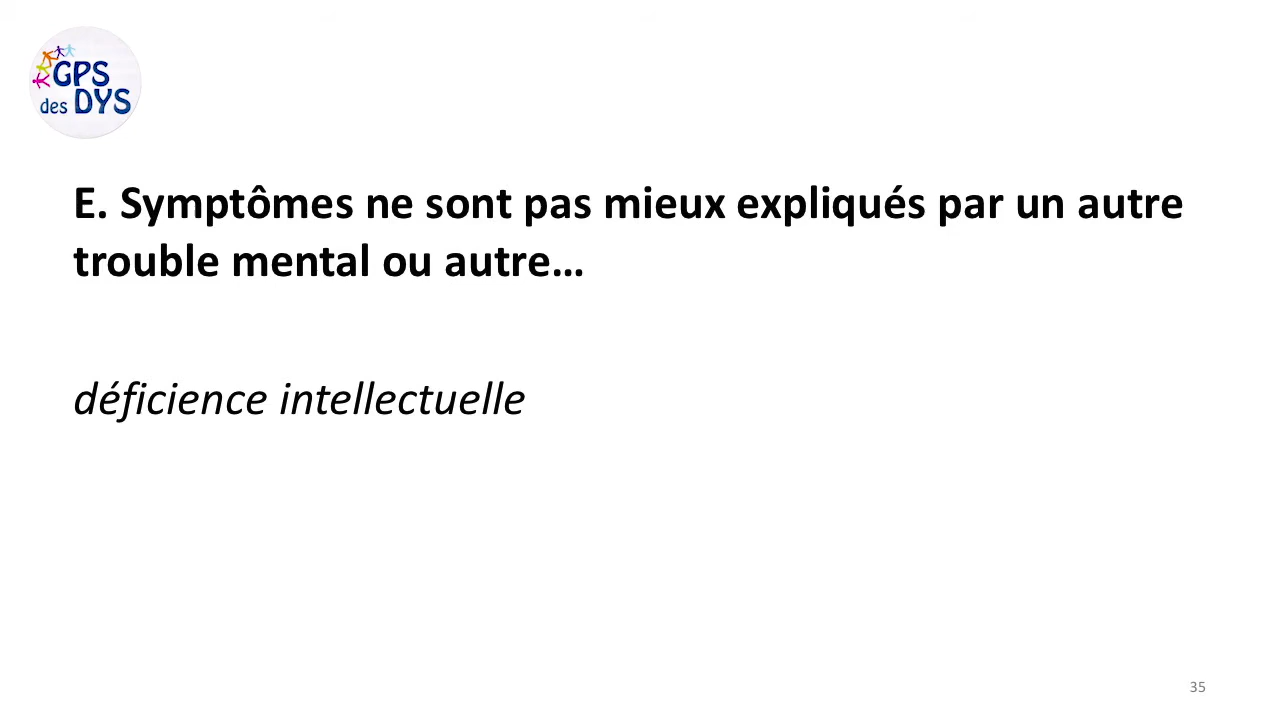 GPS
des DYS
E. Symptômes ne sont pas mieux expliqués par un autre
trouble mental ou autre…
déficience intellectuelle
35